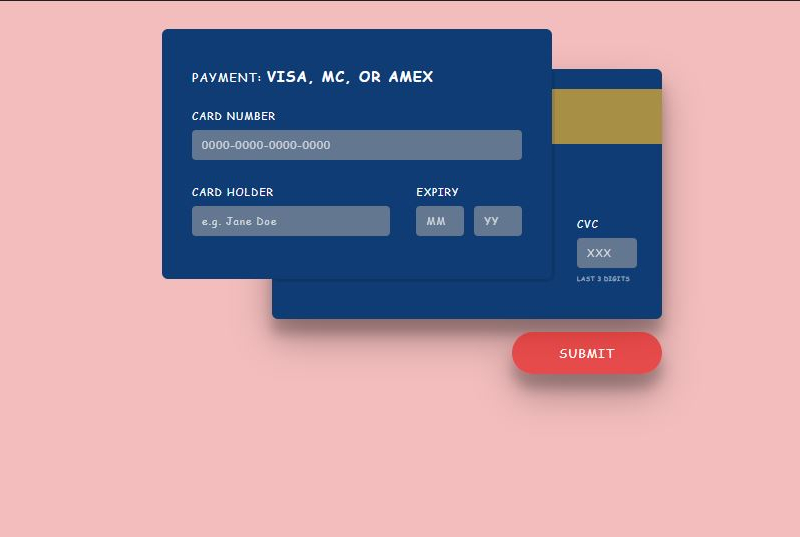 PAYMENT: VISA, MC, OR AMEX
CARD NUMBER
0000-0000-0000-0000
CARD HOLDER
EXPIRY
e.g. Jane Doe
MM
YY
CVC
XXX
LAST 3 DIGITS
SUBMIT